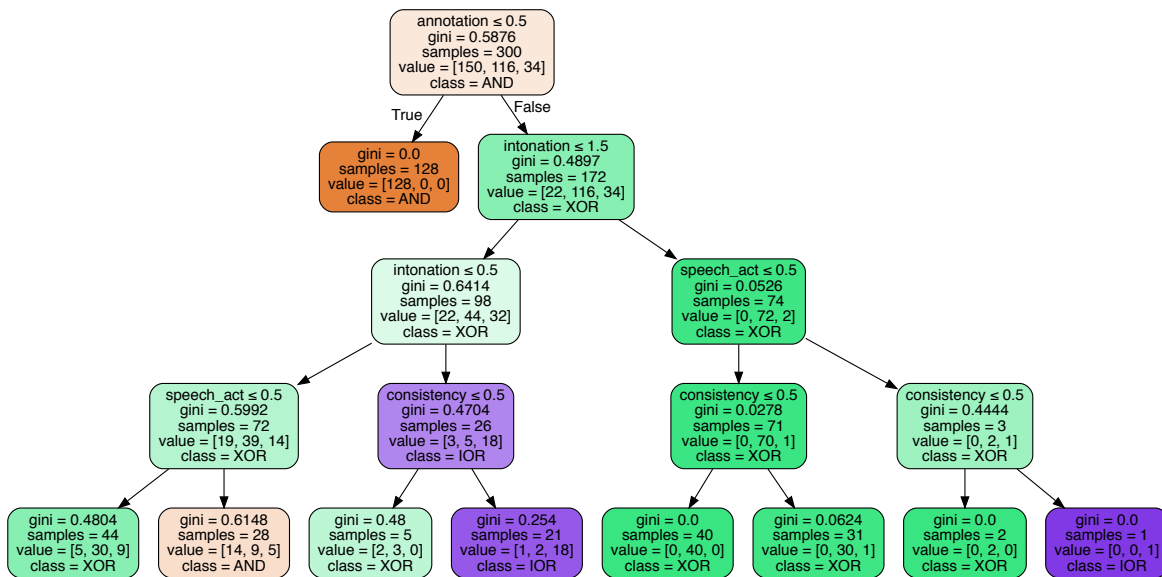 annotation ≤ 0.5
gini = 0.5876
samples = 300
value = [150, 116, 34]
class = AND
True
False
gini = 0.0
samples = 128
value = [128, 0, 0]
class = AND
intonation ≤ 1.5
gini = 0.4897
samples = 172
value = [22, 116, 34]
class = XOR
intonation ≤ 0.5
gini = 0.6414
samples = 98
value = [22, 44, 32]
class = XOR
speech_act ≤ 0.5
gini = 0.0526
samples = 74
value = [0, 72, 2]
class = XOR
speech_act ≤ 0.5
gini = 0.5992
samples = 72
value = [19, 39, 14]
class = XOR
consistency ≤ 0.5
gini = 0.4704
samples = 26
value = [3, 5, 18]
class = IOR
consistency ≤ 0.5
gini = 0.0278
samples = 71
value = [0, 70, 1]
class = XOR
consistency ≤ 0.5
gini = 0.4444
samples = 3
value = [0, 2, 1]
class = XOR
gini = 0.4804
samples = 44
value = [5, 30, 9]
class = XOR
gini = 0.6148
samples = 28
value = [14, 9, 5]
class = AND
gini = 0.48
samples = 5
value = [2, 3, 0]
class = XOR
gini = 0.254
samples = 21
value = [1, 2, 18]
class = IOR
gini = 0.0
samples = 40
value = [0, 40, 0]
class = XOR
gini = 0.0624
samples = 31
value = [0, 30, 1]
class = XOR
gini = 0.0
samples = 2
value = [0, 2, 0]
class = XOR
gini = 0.0
samples = 1
value = [0, 0, 1]
class = IOR